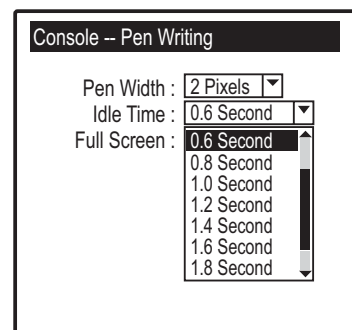 Console -- Pen Writing
Pen Width : 2 Pixels
Idle Time : 0.6 Second
Full Screen : 0.6 Second
0.8 Second
1.0 Second
1.2 Second
1.4 Second
1.6 Second
1.8 Second